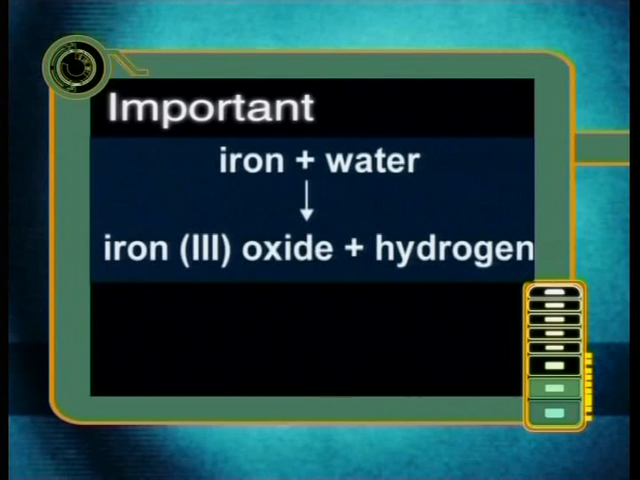 Important
iron + water
↓
iron (III) oxide + hydrogen